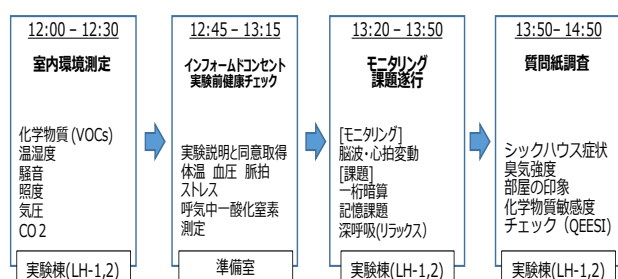 12:00 – 12:30
室内環境測定
化学物質 (VOCs)
温湿度
騒音
照度
気圧
CO 2
実験棟(LH-1,2)
12:45 – 13:15
インフォームドコンセント
実験前健康チェック
実験説明と同意取得
体温 血圧 脈拍
ストレス
呼気中一酸化窒素
測定
準備室
13:20 – 13:50
モニタリング
課題遂行
[モニタリング]
脳波・心拍変動
[課題]
一桁暗算
記憶課題
深呼吸(リラックス)
実験棟(LH-1,2)
13:50– 14:50
質問紙調査
シックハウス症状
臭気強度
部屋の印象
化学物質敏感度
チェック（QEESI）
実験棟(LH-1,2)